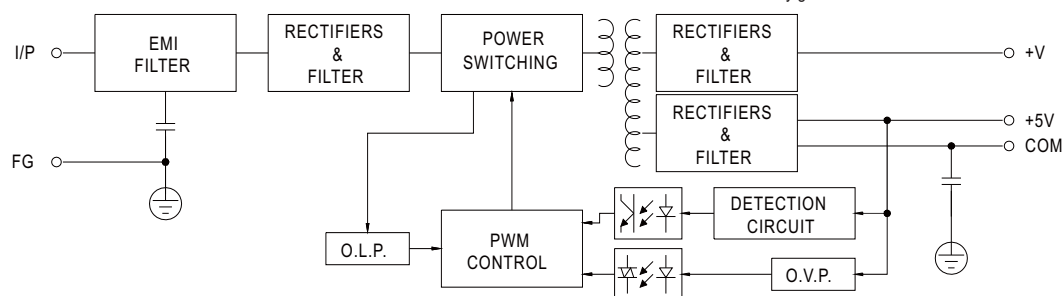 I/P
EMI
FILTER
RECTIFIERS
&
FILTER
POWER
SWITCHING
RECTIFIERS
&
FILTER
+V
RECTIFIERS
&
FILTER
+5V
COM
FG
O.L.P.
PWM
CONTROL
DETECTION
CIRCUIT
O.V.P.